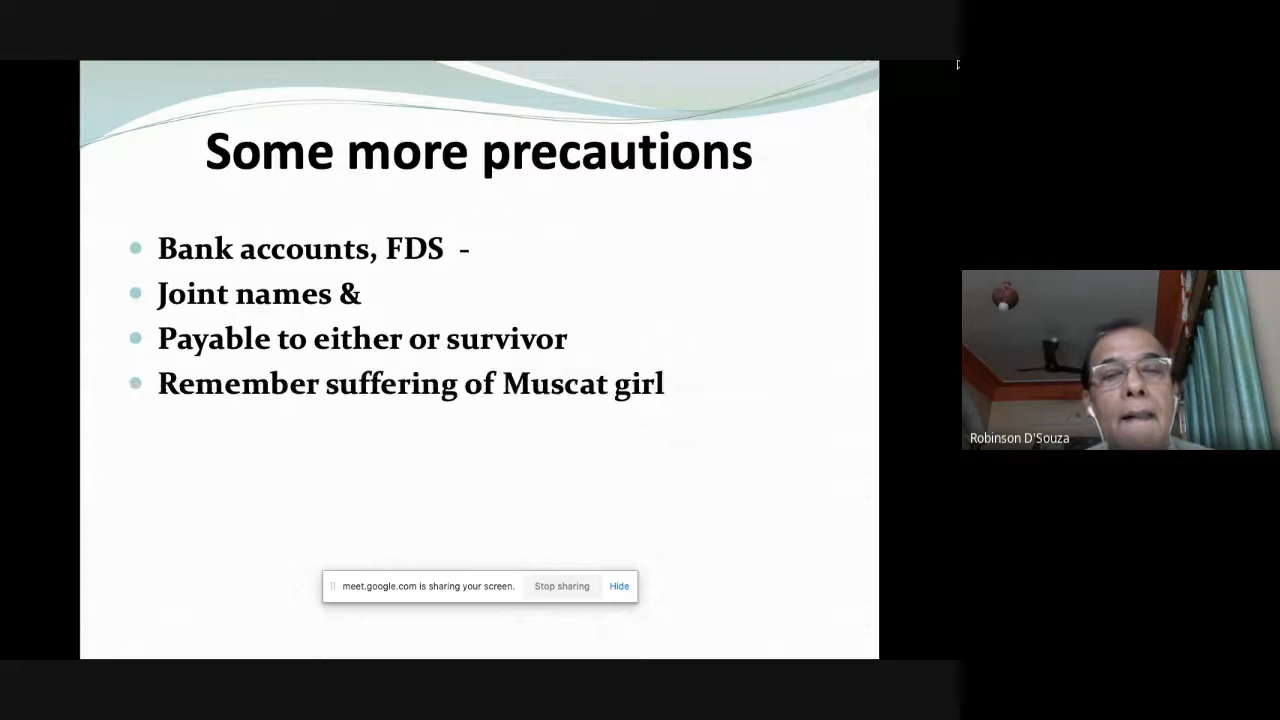 Some more precautions
Bank accounts, FDS -
Joint names &
Payable to either or survivor
Remember suffering of Muscat girl
meet.google.com is sharing your screen. Stop sharing Hide
Robinson D'Souza